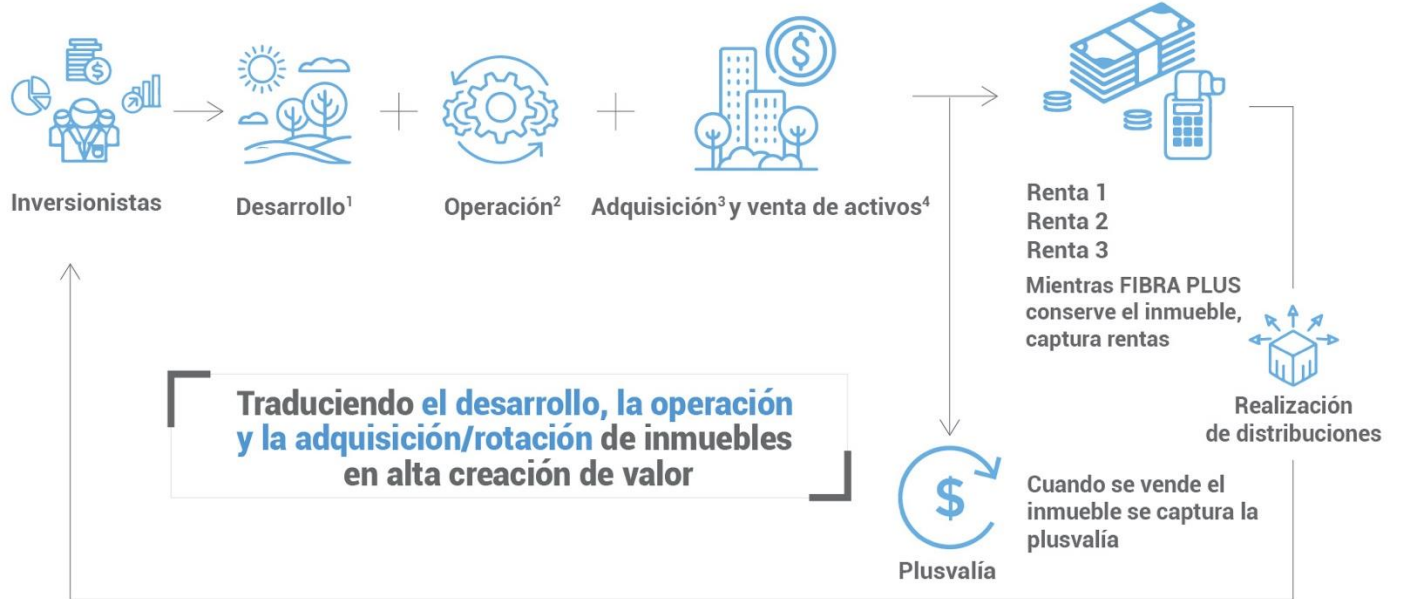 Inversionistas
Desarrollo¹
Operación²
Adquisición³ y venta de activos⁴
Renta 1
Renta 2
Renta 3
Mientras FIBRA PLUS
conserve el inmueble,
captura rentas
Realización
de distribuciones
Traduciendo el desarrollo, la operación
y la adquisición/rotación de inmuebles
en alta creación de valor
$
Plusvalía
Cuando se vende el
inmueble se captura la
plusvalía